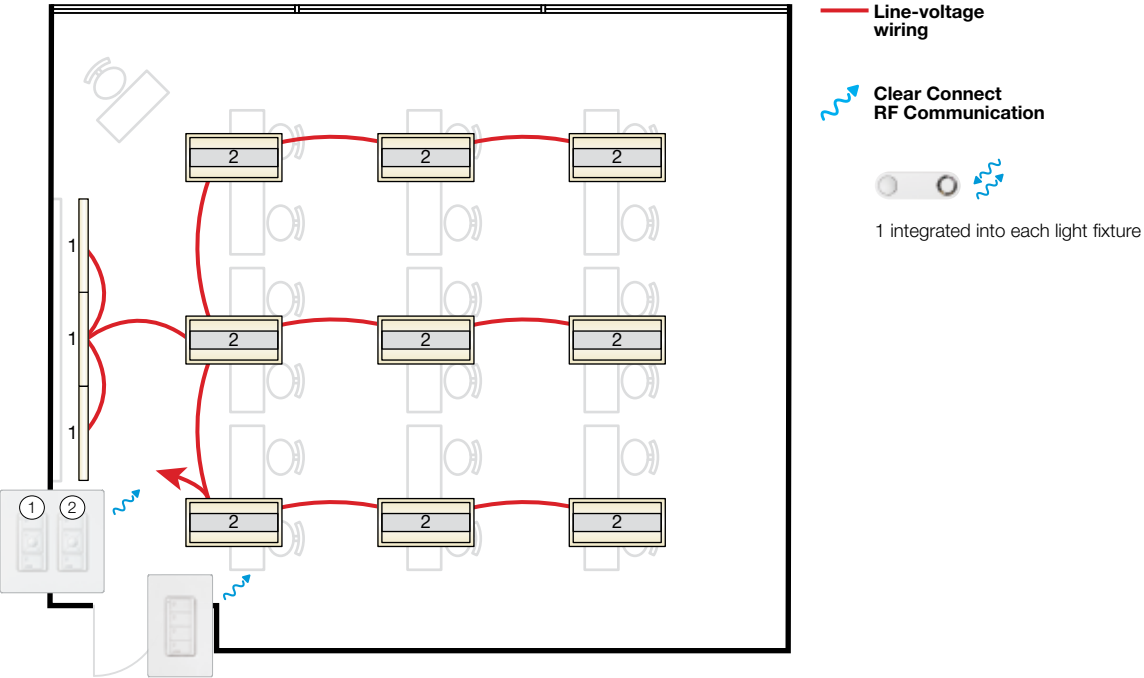 Line-voltage
wiring
Clear Connect
RF Communication
1 integrated into each light fixture
2 2 2
1
1 2 2 2
1
1 2
2 2 2